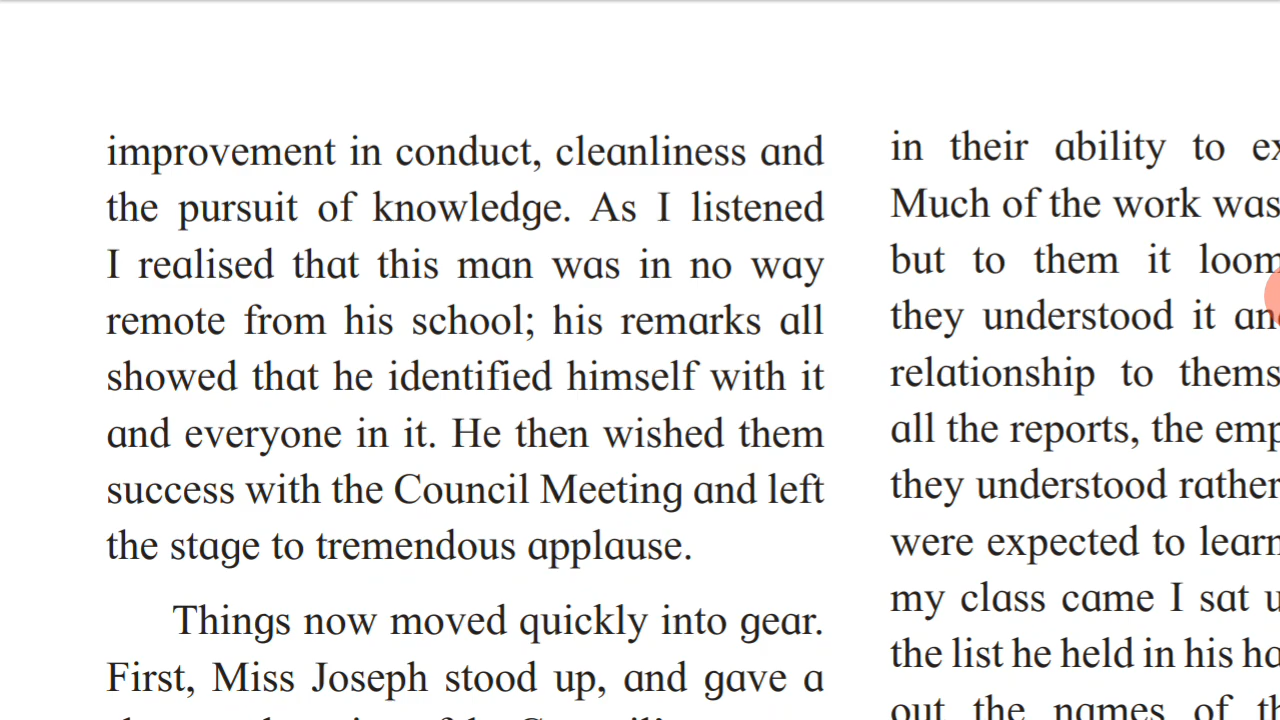 improvement in conduct, cleanliness and
the pursuit of knowledge. As I listened
I realised that this man was in no way
remote from his school; his remarks all
showed that he identified himself with it
and everyone in it. He then wished them
success with the Council Meeting and left
the stage to tremendous applause.
Things now moved quickly into gear.
First, Miss Joseph stood up, and gave a
in their ability to
Much of the work was
but to them it
they understood it
relationship to
all the reports, the
they understood rather
were expected to learn
my class came I sat
the list he held in his
out the names of